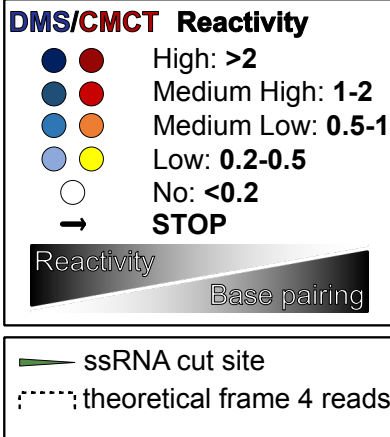 DMS/CMCT Reactivity
High: >2
Medium High: 1-2
Medium Low: 0.5-1
Low: 0.2-0.5
No: <0.2
STOP
Reactivity
Base pairing
ssRNA cut site
theoretical frame 4 reads